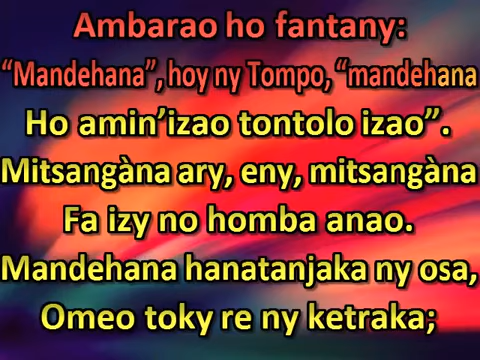 Ambarao ho fantany:
“Mandehana”, hoy ny Tompo, “mandehana
Ho amin’izao tontolo izao”.
Mitsangàna ary, eny, mitsangàna
Fa izy no homba anao.
Mandehana hanatanjaka ny osa,
Omeo toky re ny ketraka;